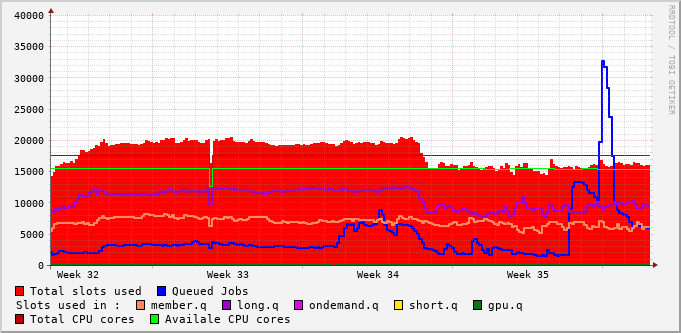 40000
35000
30000
25000
20000
15000
10000
5000
0
Week 32 Week 33 Week 34 Week 35
RRDTOOL / TOBI OETIKER
Total slots used Queued Jobs
Slots used in : member.q long.q ondemand.q short.q gpu.q
Total CPU cores Availale CPU cores